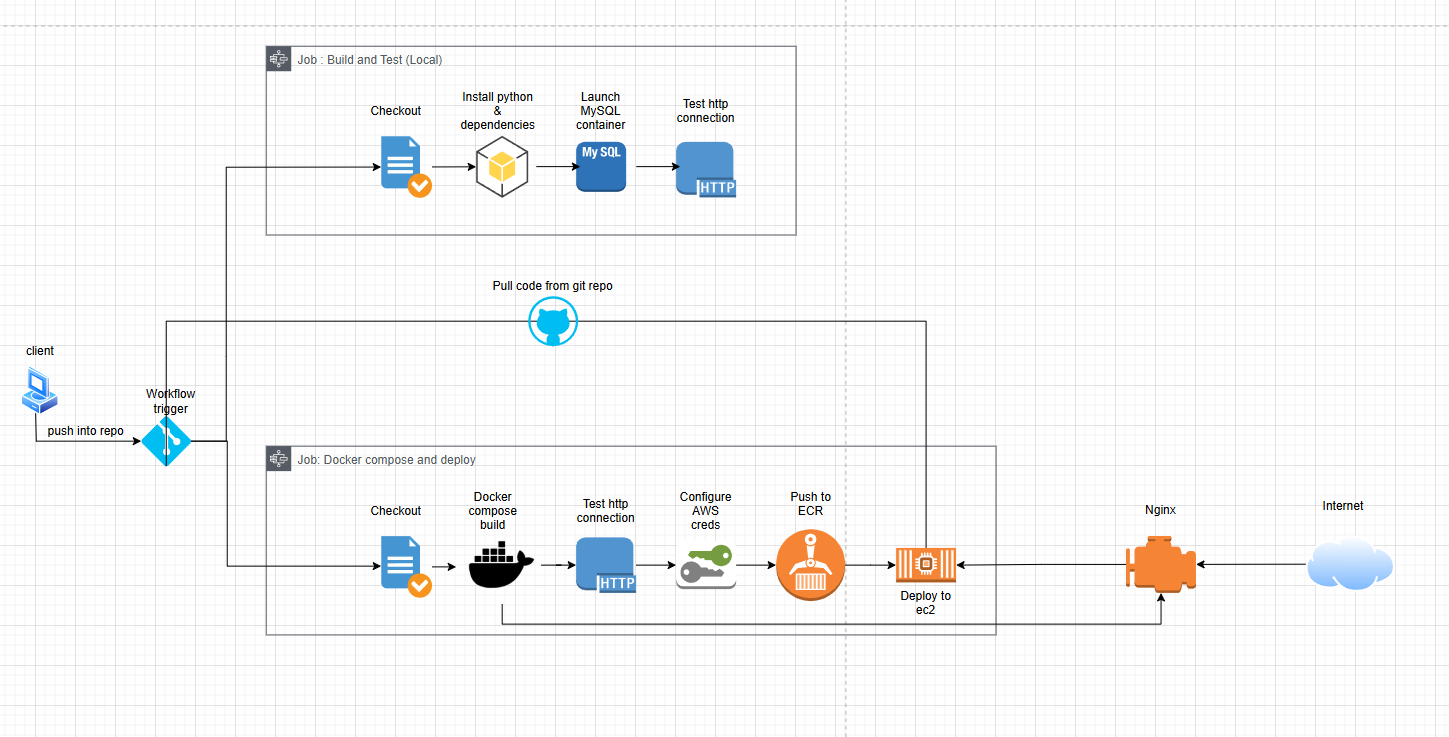 Job : Build and Test (Local)
Checkout
Install python
&
dependencies
Launch
MySQL
container
Test http
connection
My SQL
HTTP
Pull code from git repo
client
Workflow
trigger
push into repo
Job: Docker compose and deploy
Checkout
Docker
compose
build
Test http
connection
Configure
AWS
creds
Push to
ECR
Nginx
Internet
HTTP
Deploy to
ec2